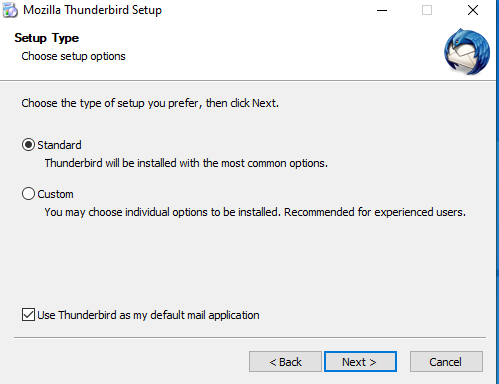 Mozilla Thunderbird Setup
Setup Type
Choose setup options
Choose the type of setup you prefer, then click Next.
Standard
Thunderbird will be installed with the most common options.
Custom
You may choose individual options to be installed. Recommended for experienced users.
Use Thunderbird as my default mail application
< Back Next > Cancel